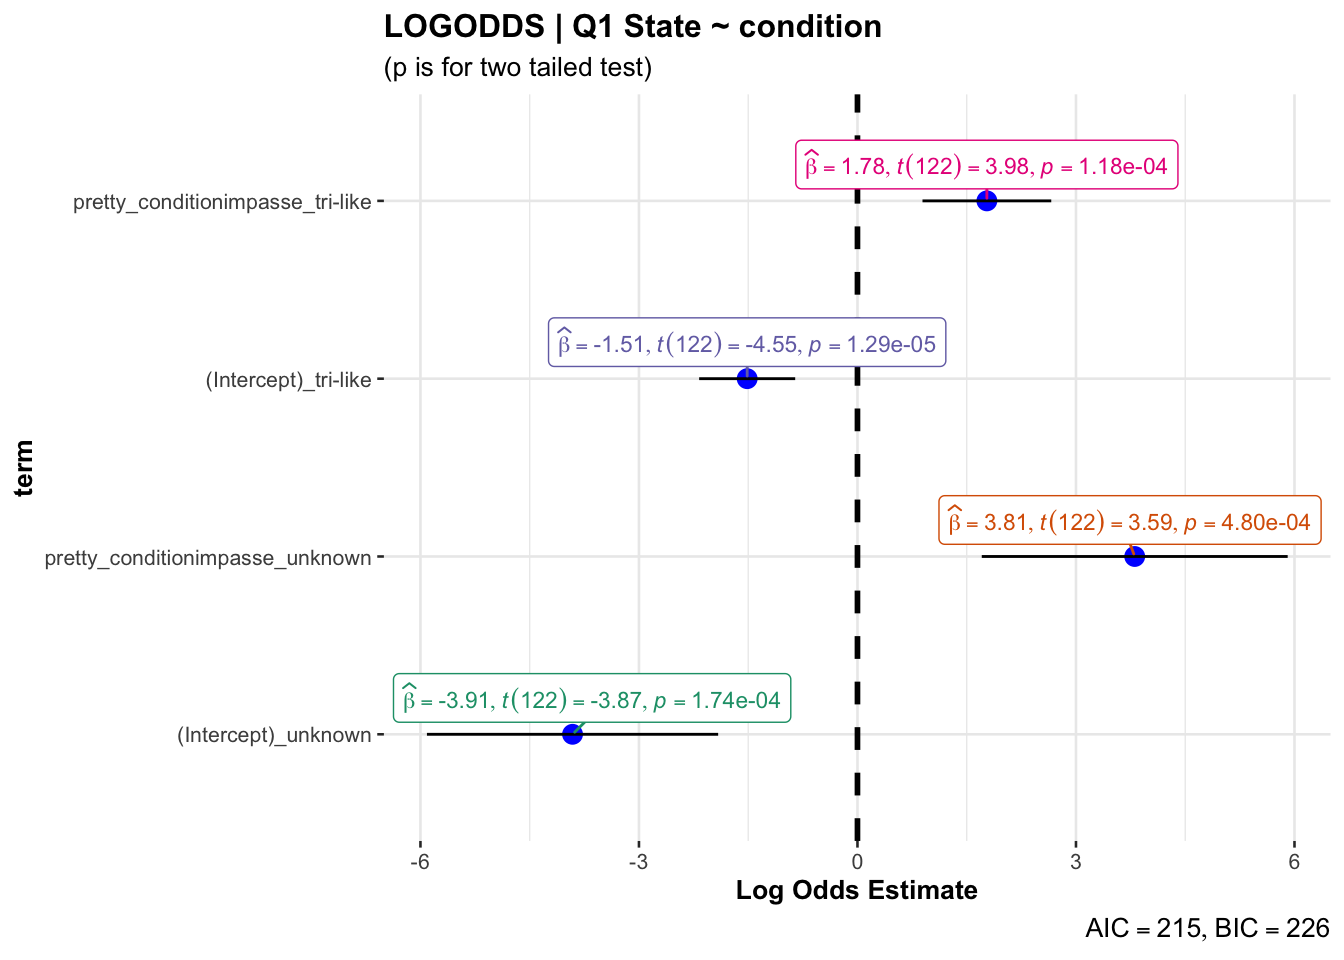 LOGODDS | Q1 State ~ condition
(p is for two tailed test)
β̂ = 1.78, t(122) = 3.98, p = 1.18e-04
pretty_conditionimpasse_tri-like
β̂ = -1.51, t(122) = -4.55, p = 1.29e-05
(Intercept)_tri-like
term
β̂ = 3.81, t(122) = 3.59, p = 4.80e-04
pretty_conditionimpasse_unknown
β̂ = -3.91, t(122) = -3.87, p = 1.74e-04
(Intercept)_unknown
-6 -3 0 3 6
Log Odds Estimate
AIC = 215, BIC = 226